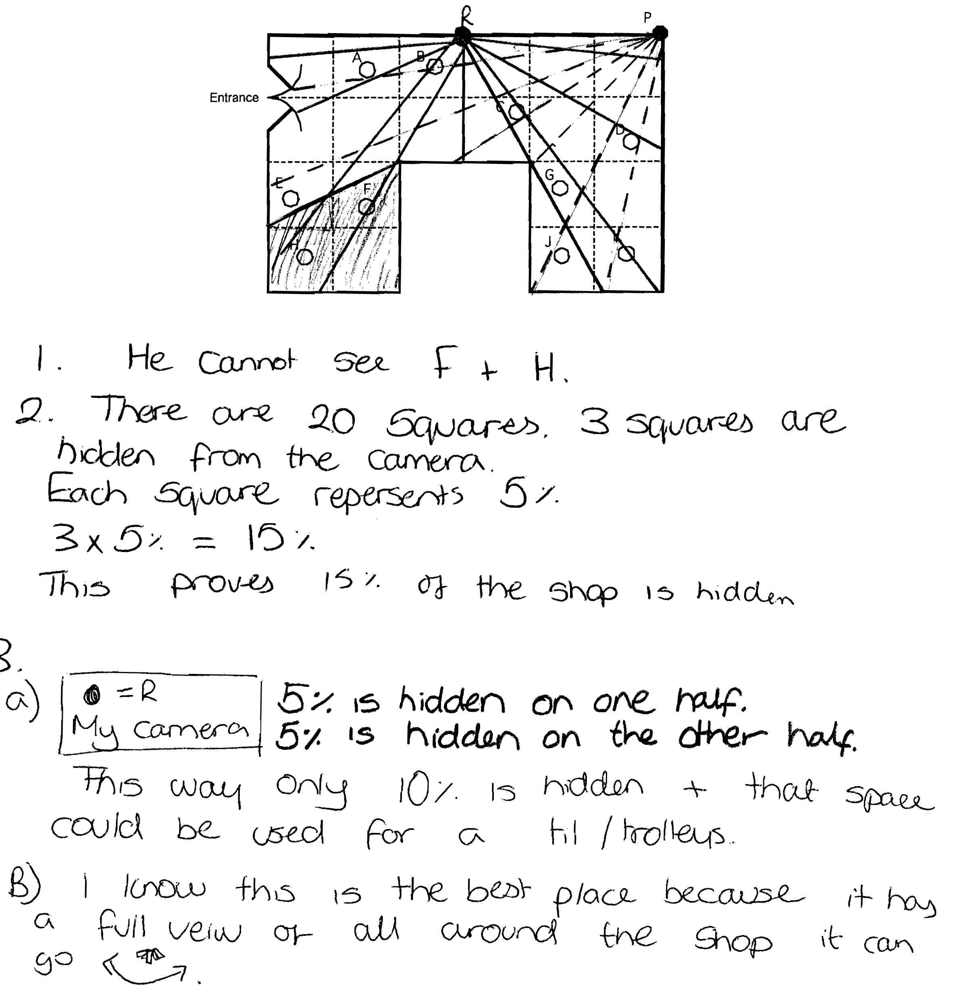 R
P
A
B
Entrance
C
D
E
F
G
H
J
1. He cannot see F + H.
2. There are 20 squares. 3 squares are
hidden from the camera.
Each square repersents 5%
3 x 5% = 15%
This proves 15% of the shop is hidden
3.
a) = R
My camera
5% is hidden on one half.
5% is hidden on the other half.
This way only 10% is hidden + that space
could be used for a til / trolleys.
B) I know this is the best place because it has
a full veiw of all around the shop it can
go .